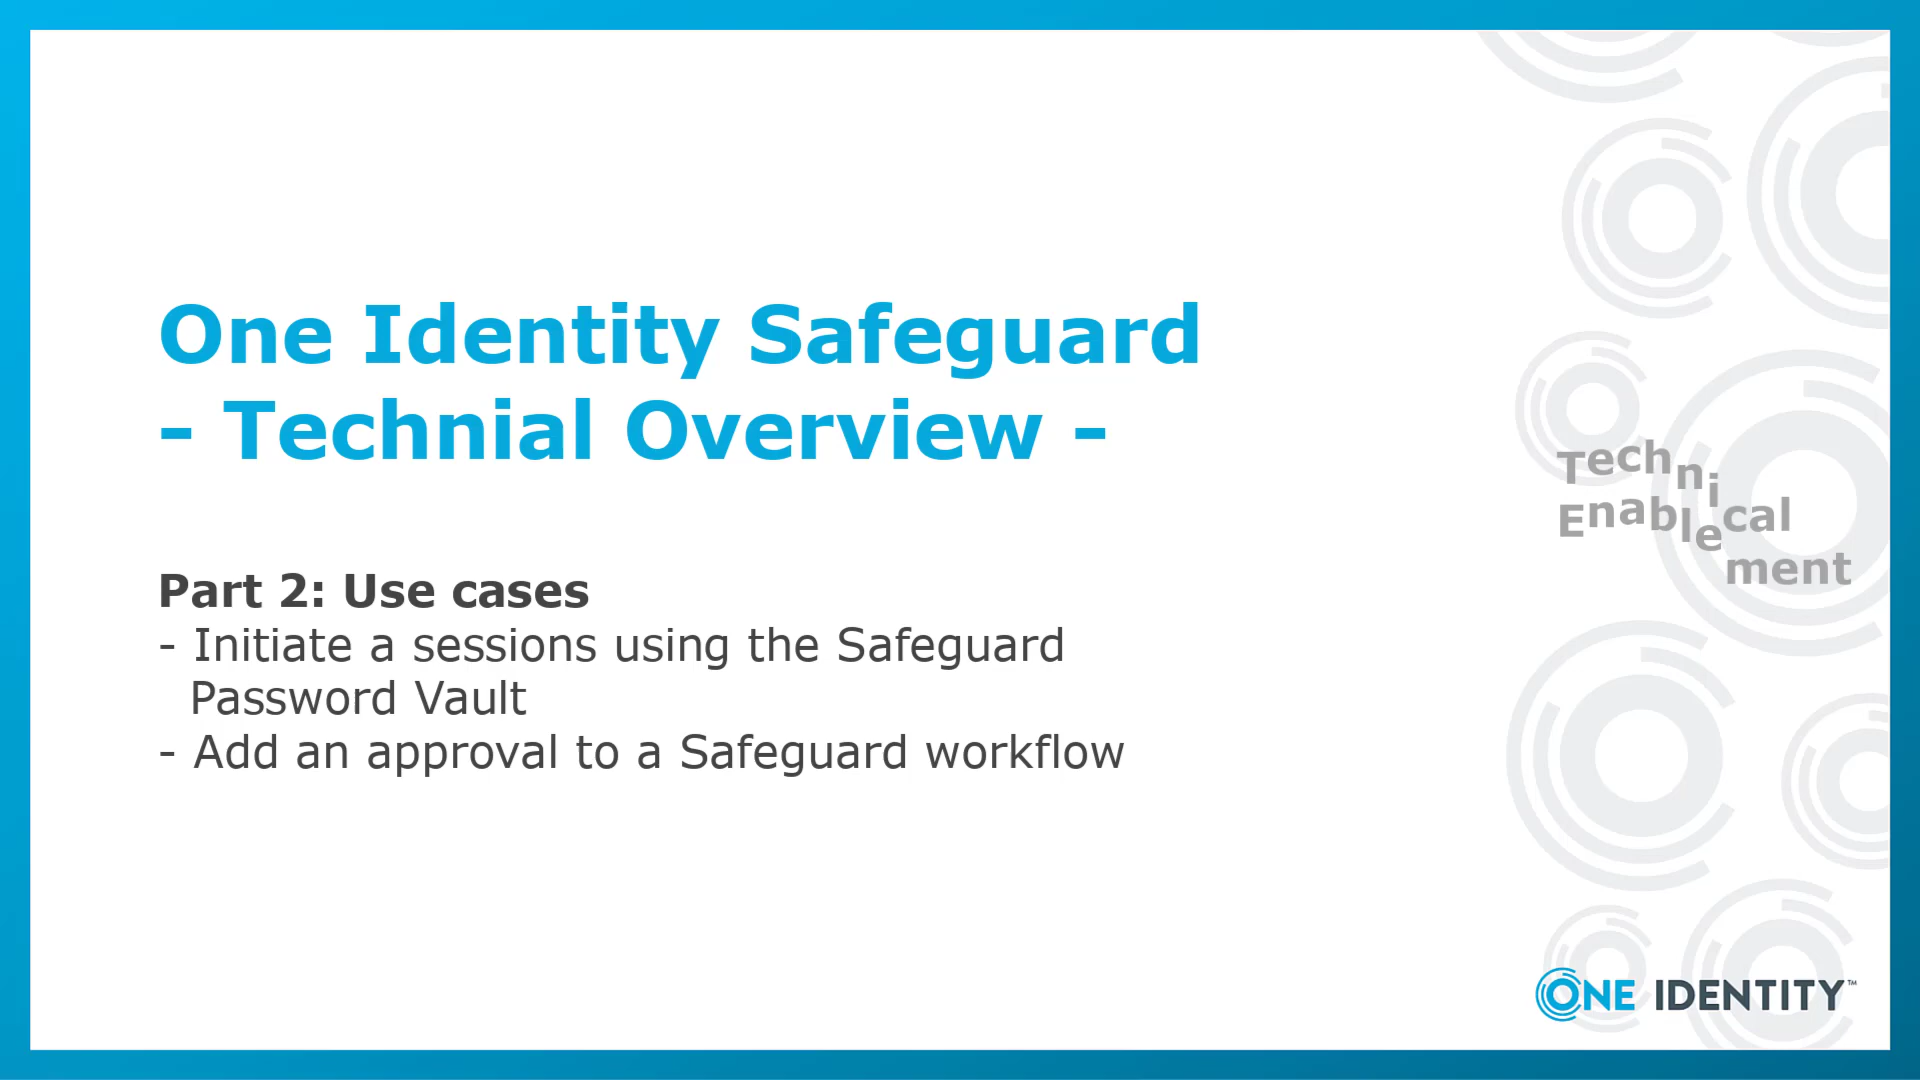 One Identity Safeguard
- Technial Overview -
Part 2: Use cases
- Initiate a sessions using the Safeguard
Password Vault
- Add an approval to a Safeguard workflow
Technical
Enablement
ONE IDENTITY™